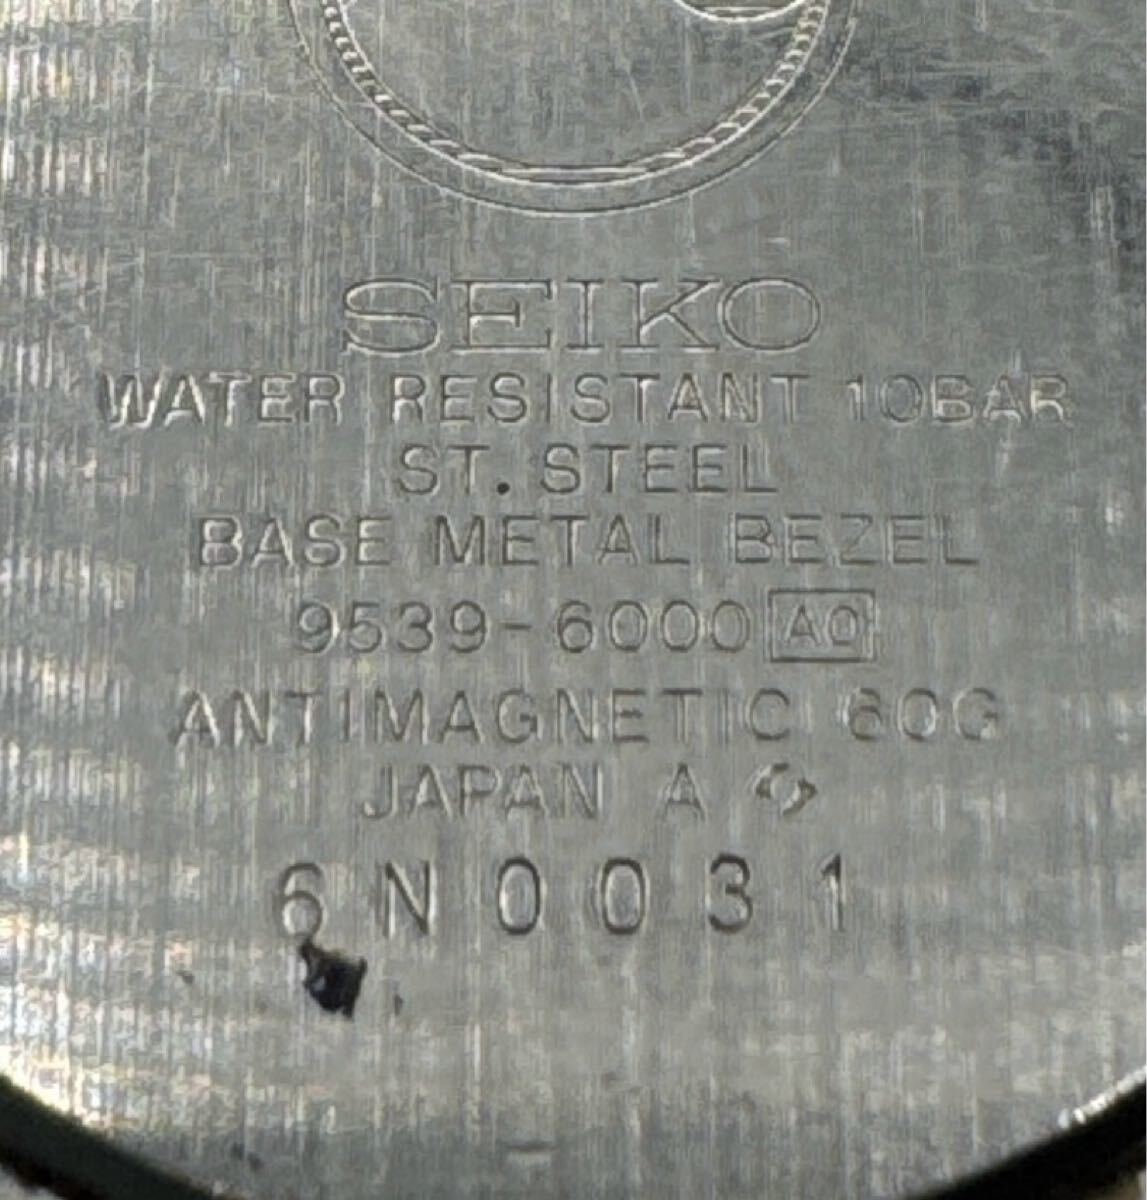 SEIKO
WATER RESISTANT 10BAR
ST. STEEL
BASE METAL BEZEL
9539-6000 A0
ANTIMAGNETIC 60G
JAPAN A
6N0031